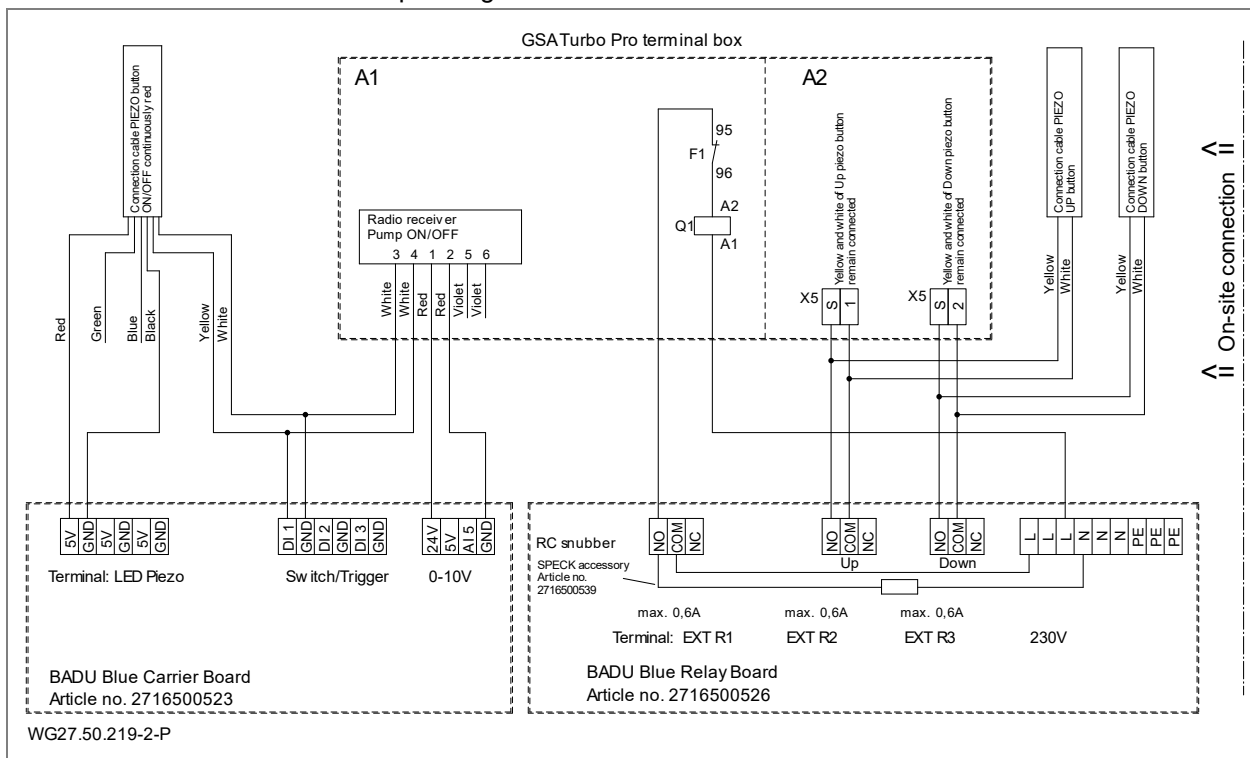 GSA Turbo Pro terminal box
A1
A2
Connection cable PIEZO button
ON/OFF continuously red
95
F1
96
A2
Q1
A1
Radio receiver
Pump ON/OFF
3 4 1 2 5 6
White
White
Red
Red
Violet
Violet
Yellow and white of Up piezo button
remain connected
X5
S
1
Yellow and white of Down piezo button
remain connected
X5
S
2
Connection cable PIEZO
UP button
Connection cable PIEZO
DOWN button
Yellow
White
Yellow
White
<= On-site connection <=
Red
Green
Blue
Black
Yellow
White
5V
GND
5V
GND
5V
GND
Terminal: LED Piezo
DI 1
GND
DI 2
GND
DI 3
GND
Switch/Trigger
24V
5V
AI 5
GND
0-10V
BADU Blue Carrier Board
Article no. 2716500523
RC snubber
SPECK accessory
Article no.
2716500539
NO
COM
NC
NO
COM
NC
Up
NO
COM
NC
Down
L
L
L
N
N
N
PE
PE
PE
max. 0,6A
max. 0,6A
max. 0,6A
Terminal: EXT R1
EXT R2
EXT R3
230V
BADU Blue Relay Board
Article no. 2716500526
WG27.50.219-2-P